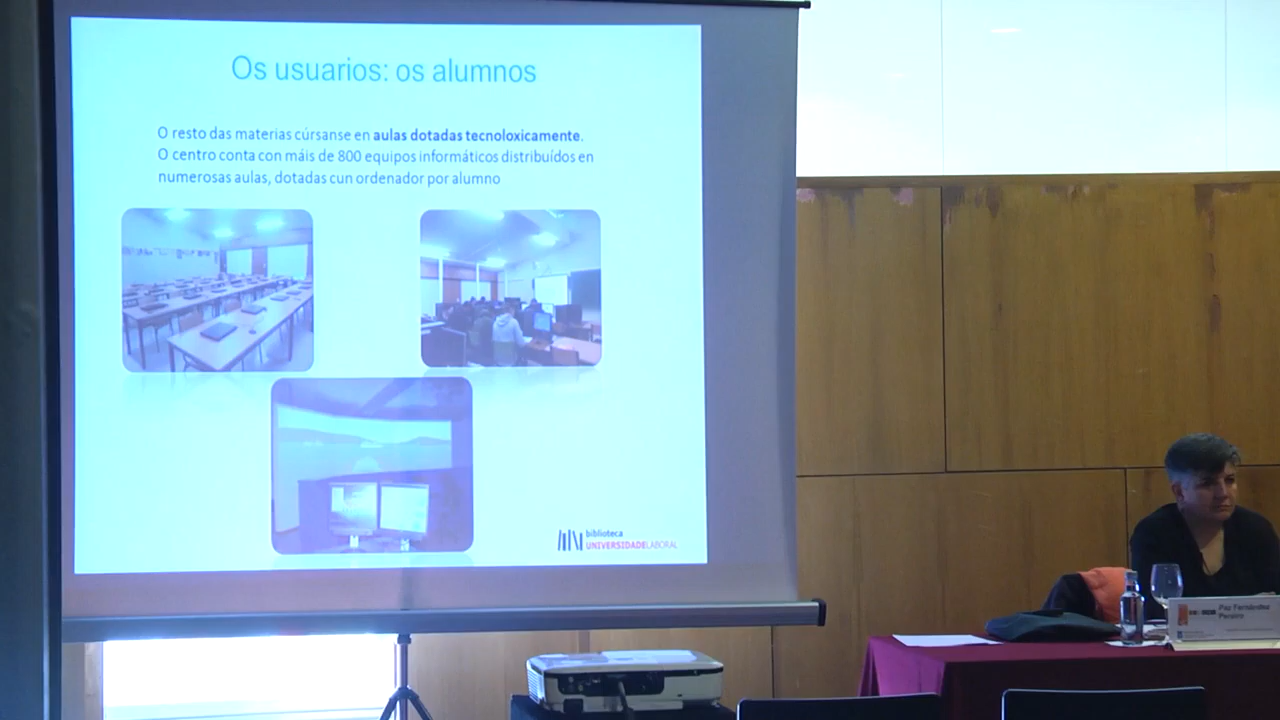 Os usuarios: os alumnos
O resto das materias cúrsanse en aulas dotadas tecnoloxicamente.
O centro conta con máis de 800 equipos informáticos distribuídos en
numerosas aulas, dotadas cun ordenador por alumno
biblioteca
UNIVERSIDADELABORAL
Paz Fernández
Pereiro